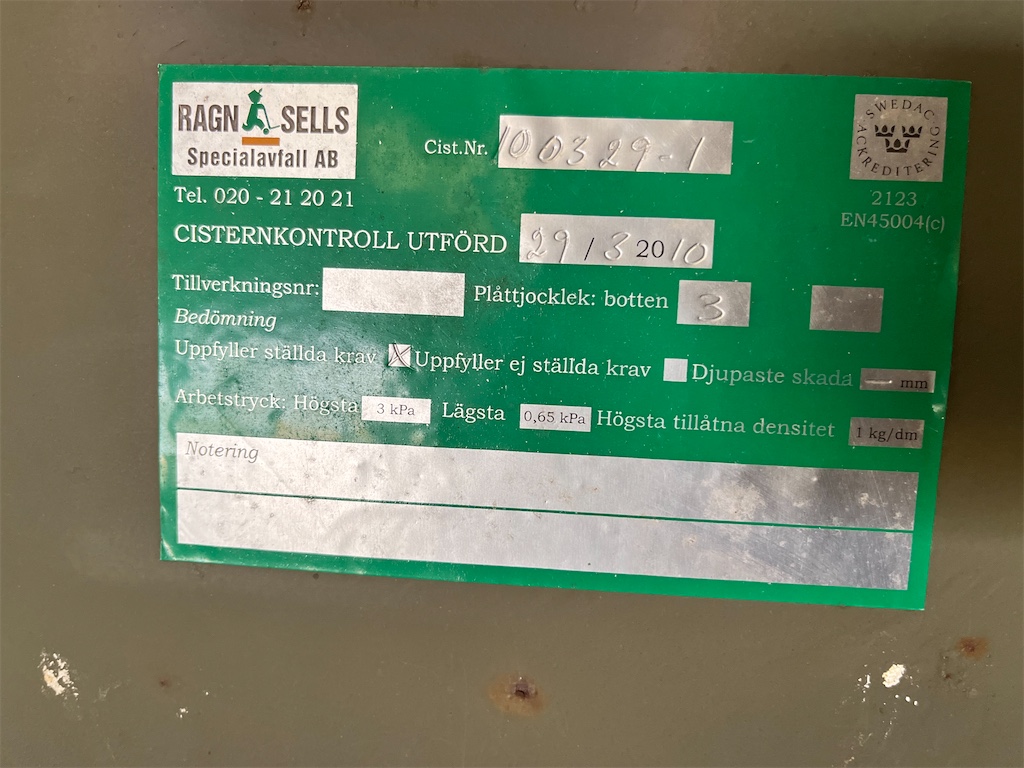 RAGN SELLS
Specialavfall AB
Tel. 020 - 21 20 21
Cist.Nr. 100329-1
SWEDAC ACKREDITERING
2123
EN45004(c)
CISTERNKONTROLL UTFÖRD 29 / 3 2010
Tillverkningsnr: Plåttjocklek: botten 3
Bedömning
Uppfyller ställda krav X Uppfyller ej ställda krav Djupaste skada — mm
Arbetstryck: Högsta 3 kPa Lägsta 0,65 kPa Högsta tillåtna densitet 1 kg/dm
Notering